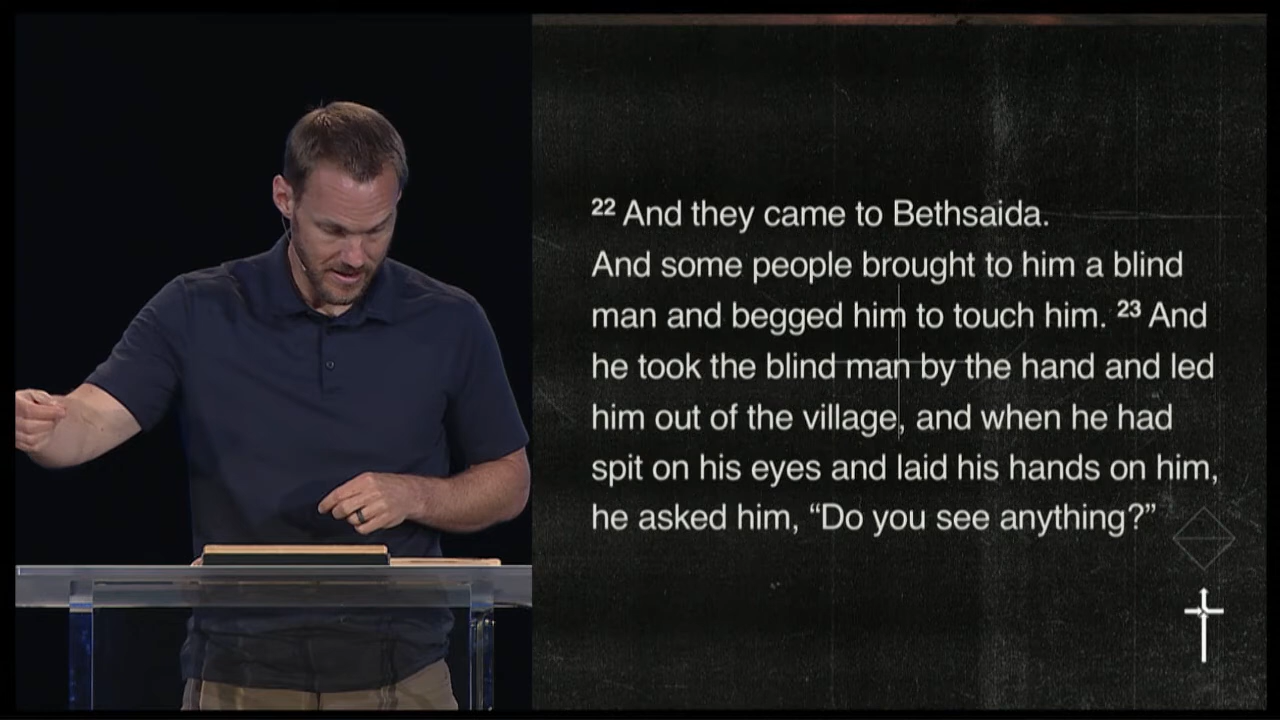 22 And they came to Bethsaida.
And some people brought to him a blind
man and begged him to touch him. 23 And
he took the blind man by the hand and led
him out of the village, and when he had
spit on his eyes and laid his hands on him,
he asked him, “Do you see anything?”